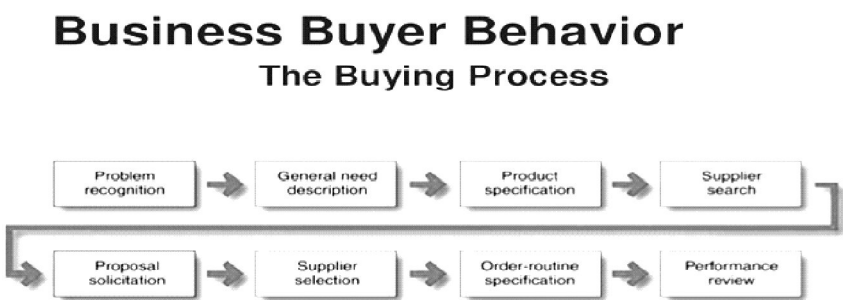 Business Buyer Behavior
The Buying Process
Problem
recognition
General need
description
Product
specification
Supplier
search
Proposal
solicitation
Supplier
selection
Order-routine
specification
Performance
review